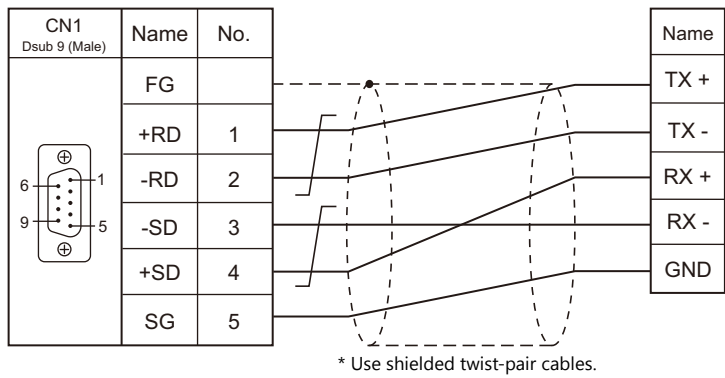 CN1
Dsub 9 (Male)
Name No.
Name
FG
+RD 1
-RD 2
-SD 3
+SD 4
SG 5
6 1
9 5
TX +
TX -
RX +
RX -
GND
* Use shielded twist-pair cables.